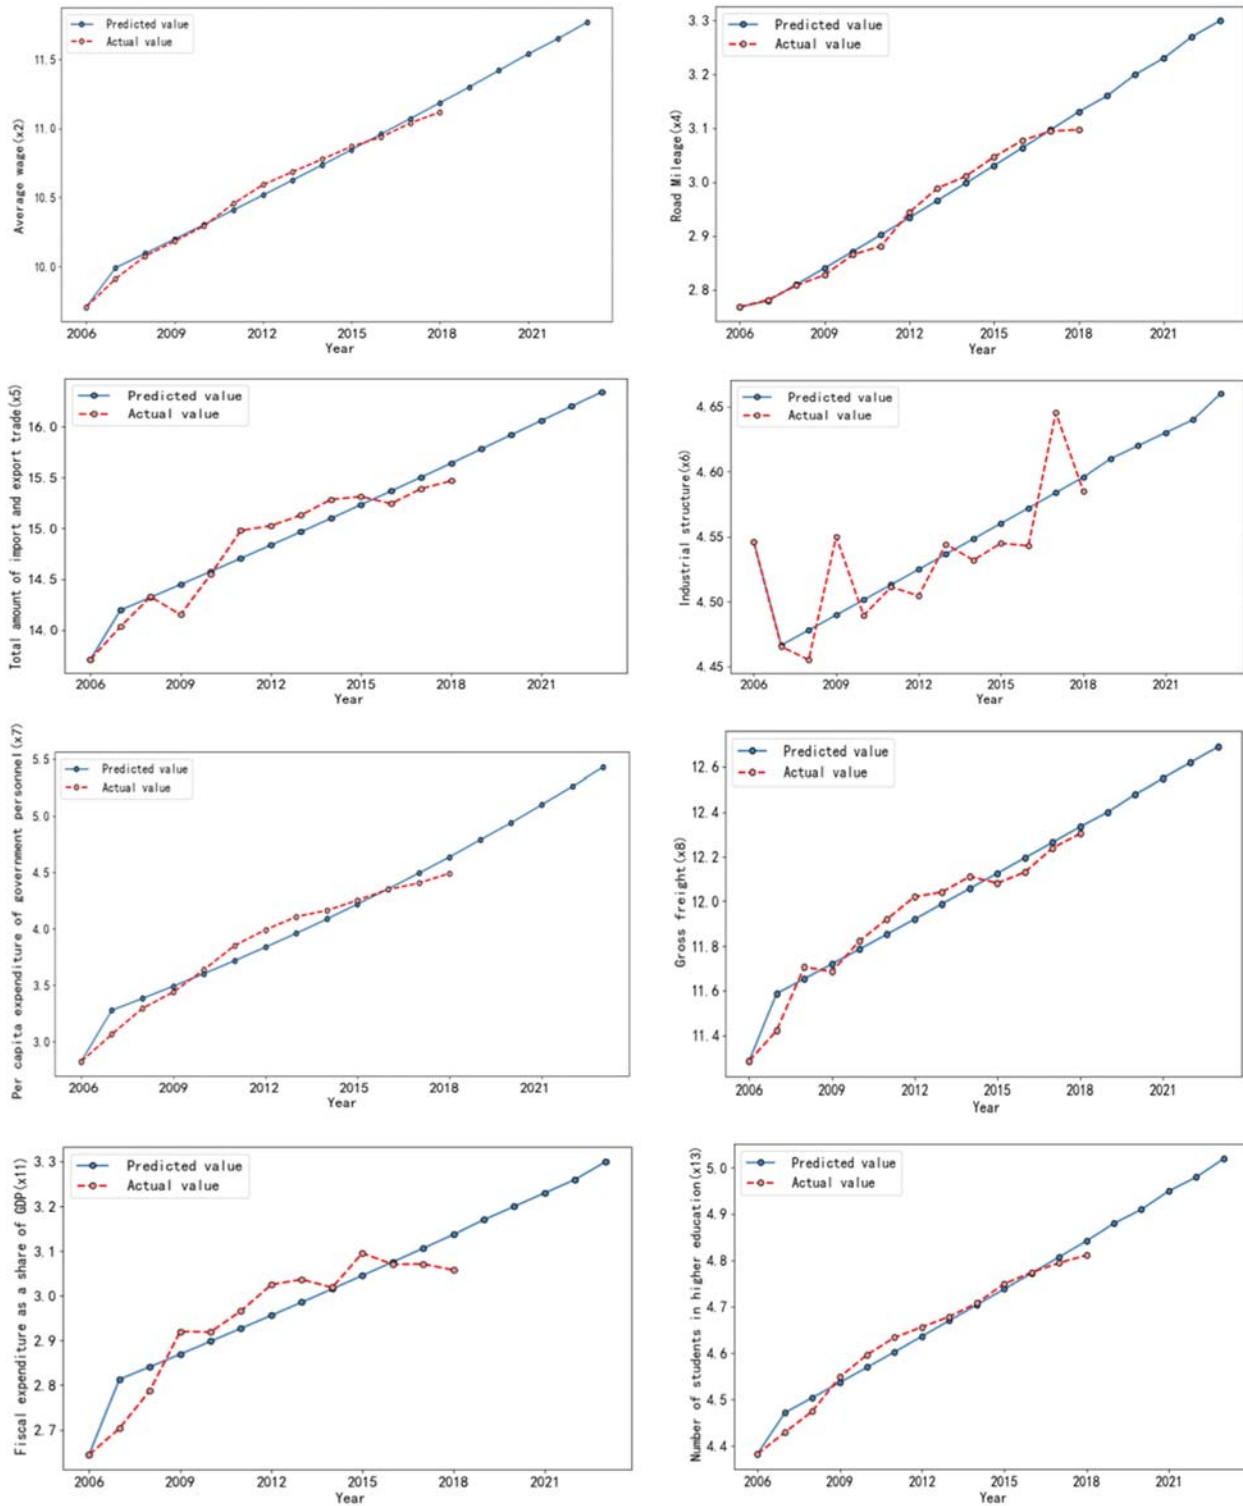 Predicted value
Actual value
Average wage(x2)
11.5
11.0
10.5
10.0
2006 2009 2012 2015 2018 2021
Year
Predicted value
Actual value
Road Mileage(x4)
3.3
3.2
3.1
3.0
2.9
2.8
2006 2009 2012 2015 2018 2021
Year
Predicted value
Actual value
Total amount of import and export trade(x5)
16.0
15.5
15.0
14.5
14.0
2006 2009 2012 2015 2018 2021
Year
Predicted value
Actual value
Industrial structure(x6)
4.65
4.60
4.55
4.50
4.45
2006 2009 2012 2015 2018 2021
Year
Predicted value
Actual value
Per capita expenditure of government personnel(x7)
5.5
5.0
4.5
4.0
3.5
3.0
2006 2009 2012 2015 2018 2021
Year
Predicted value
Actual value
Gross freight(x8)
12.6
12.4
12.2
12.0
11.8
11.6
11.4
2006 2009 2012 2015 2018 2021
Year
Predicted value
Actual value
Fiscal expenditure as a share of GDP(x11)
3.3
3.2
3.1
3.0
2.9
2.8
2.7
2006 2009 2012 2015 2018 2021
Year
Predicted value
Actual value
Number of students in higher education(x13)
5.0
4.9
4.8
4.7
4.6
4.5
4.4
2006 2009 2012 2015 2018 2021
Year